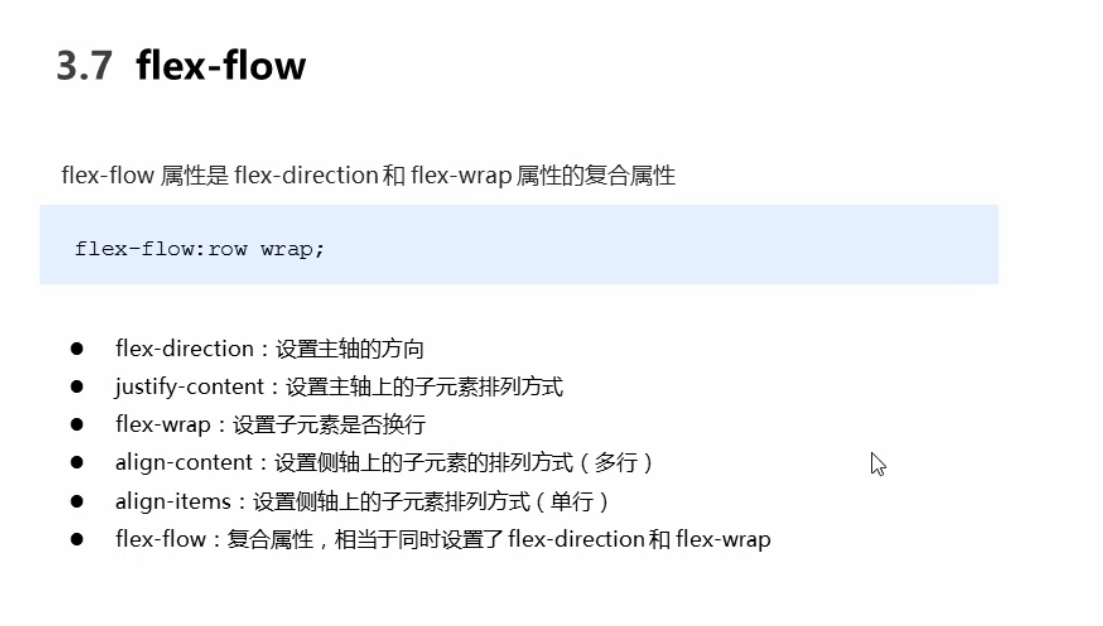 3.7 flex-flow
flex-flow 属性是 flex-direction 和 flex-wrap 属性的复合属性
flex-flow:row wrap;
● flex-direction：设置主轴的方向
● justify-content：设置主轴上的子元素排列方式
● flex-wrap：设置子元素是否换行
● align-content：设置侧轴上的子元素的排列方式（多行）
● align-items：设置侧轴上的子元素排列方式（单行）
● flex-flow：复合属性，相当于同时设置了 flex-direction 和 flex-wrap